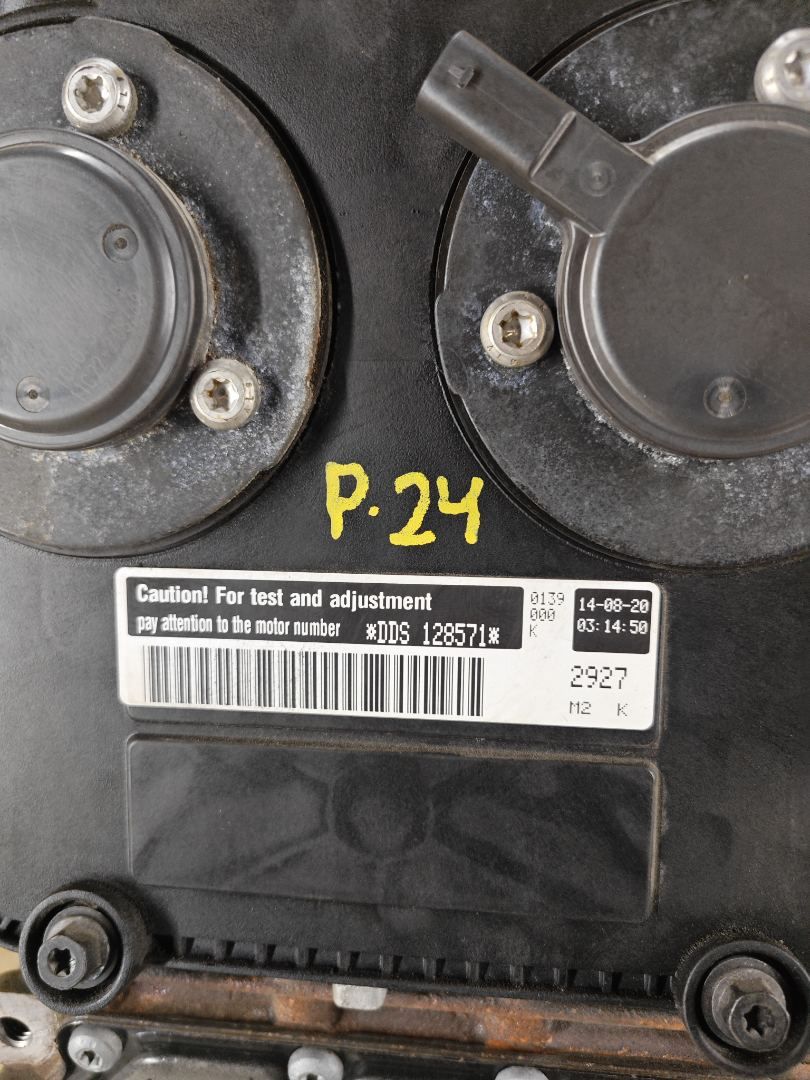 P.24
Caution! For test and adjustment
pay attention to the motor number *DDS 128571*
0139
000
K
14-08-20
03:14:50
2927
M2 K